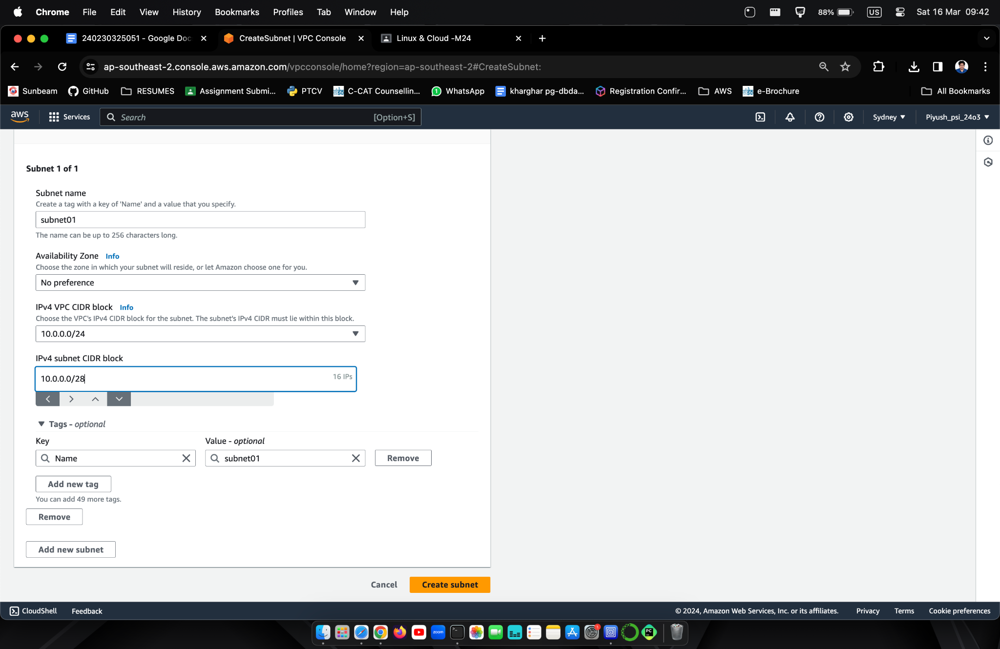 Chrome File Edit View History Bookmarks Profiles Tab Window Help 88% US Sat 16 Mar 09:42
240230325051 - Google Doc CreateSubnet | VPC Console Linux & Cloud -M24
ap-southeast-2.console.aws.amazon.com/vpcconsole/home?region=ap-southeast-2#CreateSubnet:
Sunbeam GitHub RESUMES Assignment Submi... PTCV C-CAT Counsellin... WhatsApp kharghar pg-dbda... Registration Confir... AWS e-Brochure All Bookmarks
aws Services Search [Option+S] Sydney Piyush_psi_24o3
Subnet 1 of 1
Subnet name
Create a tag with a key of 'Name' and a value that you specify.
subnet01
The name can be up to 256 characters long.
Availability Zone Info
Choose the zone in which your subnet will reside, or let Amazon choose one for you.
No preference
IPv4 VPC CIDR block Info
Choose the VPC's IPv4 CIDR block for the subnet. The subnet's IPv4 CIDR must lie within this block.
10.0.0.0/24
IPv4 subnet CIDR block
10.0.0.0/28 16 IPs
Tags - optional
Key Value - optional
Name subnet01 Remove
Add new tag
You can add 49 more tags.
Remove
Add new subnet
Cancel Create subnet
CloudShell Feedback © 2024, Amazon Web Services, Inc. or its affiliates. Privacy Terms Cookie preferences
zoom 1 PC